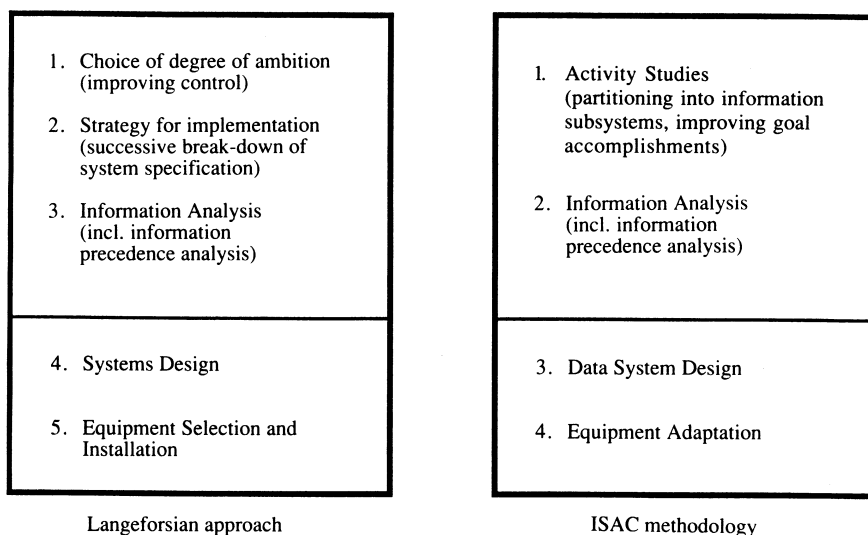 1. Choice of degree of ambition
(improving control)
2. Strategy for implementation
(successive break-down of
system specification)
3. Information Analysis
(incl. information
precedence analysis)
4. Systems Design
5. Equipment Selection and
Installation
Langeforsian approach
1. Activity Studies
(partitioning into information
subsystems, improving goal
accomplishments)
2. Information Analysis
(incl. information
precedence analysis)
3. Data System Design
4. Equipment Adaptation
ISAC methodology